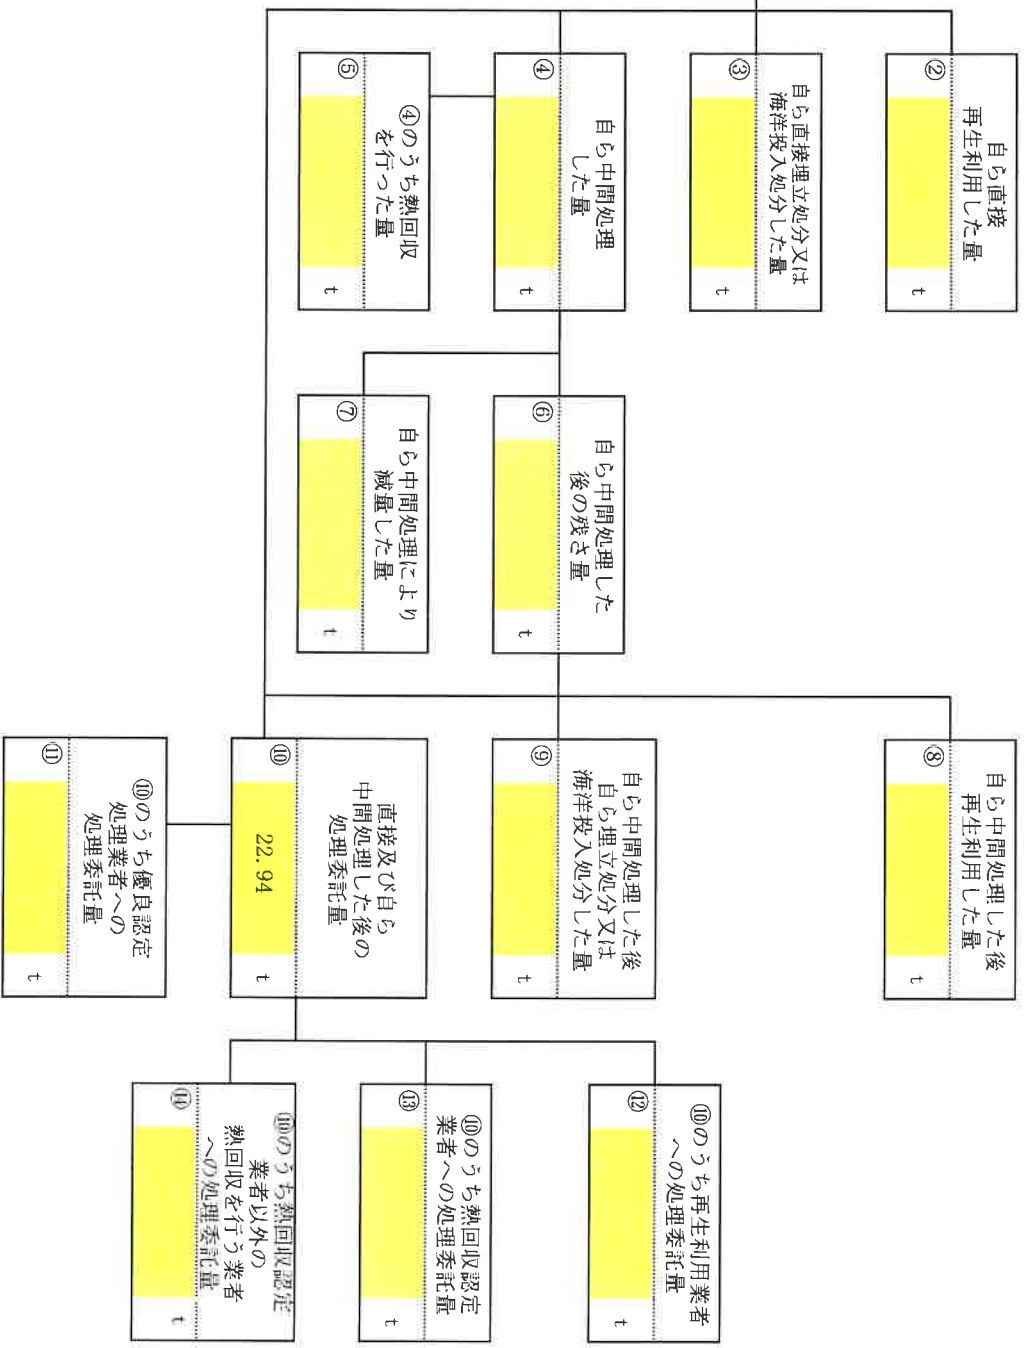 自ら直接
再生利用した量
②
t
自ら直接埋立処分又は
海洋投入処分した量
③
t
自ら中間処理
した量
④
t
④のうち熱回収
を行った量
⑤
t
自ら中間処理した
後の残さ量
⑥
t
自ら中間処理により
減量した量
⑦
t
自ら中間処理した後
再生利用した量
⑧
t
自ら中間処理した後
自ら埋立処分又は
海洋投入処分した量
⑨
t
直接及び自ら
中間処理した後の
処理委託量
⑩
22.94
t
⑩のうち優良認定
処理業者への
処理委託量
⑪
t
⑩のうち再生利用業者
への処理委託量
⑫
t
⑩のうち熱回収認定
業者への処理委託量
⑬
t
⑩のうち熱回収認定
業者以外の
熱回収を行う業者
への処理委託量
⑭
t